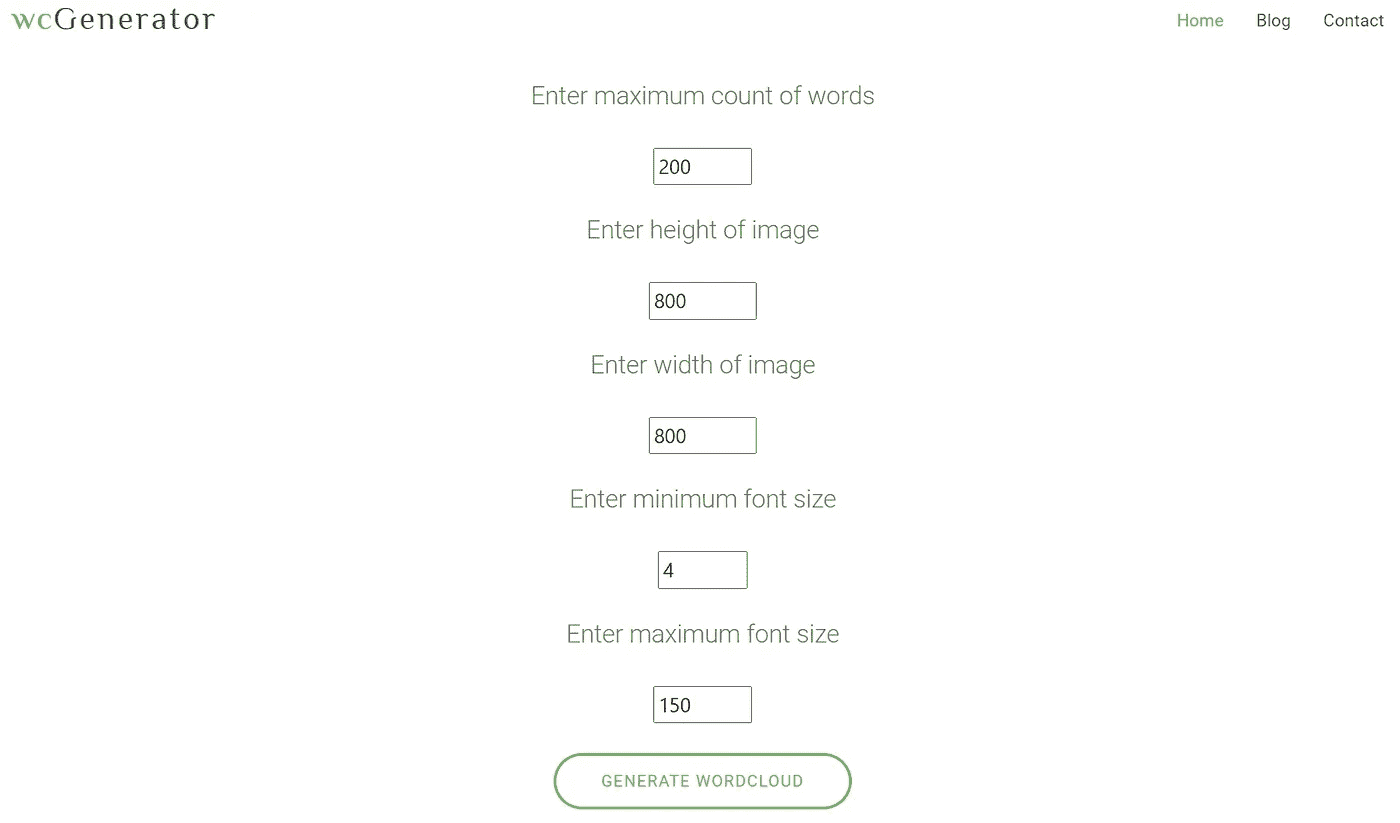 wcGenerator
Home Blog Contact
Enter maximum count of words
200
Enter height of image
800
Enter width of image
800
Enter minimum font size
4
Enter maximum font size
150
GENERATE WORDCLOUD